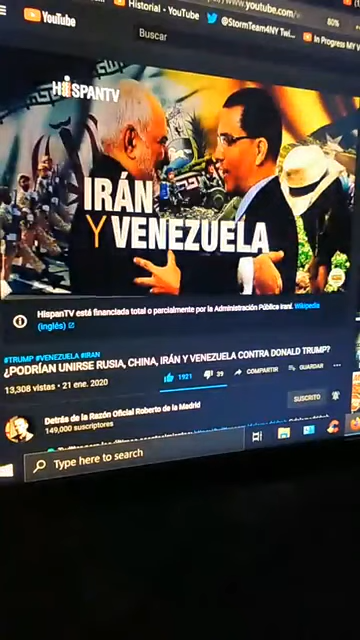 Historial - YouTube
@StormTeam4NY Twi...
In Progress MY
www.youtube.com/
80%
YouTube
Buscar
HISPANTV
IRÁN
Y VENEZUELA
HispanTV está financiada total o parcialmente por la Administración Pública iraní. Wikipedia
(inglés)
#TRUMP #VENEZUELA #IRAN
¿PODRÍAN UNIRSE RUSIA, CHINA, IRÁN Y VENEZUELA CONTRA DONALD TRUMP?
13,308 vistas • 21 ene. 2020
1921
39
COMPARTIR
GUARDAR
Detrás de la Razón Oficial Roberto de la Madrid
149,000 suscriptores
SUSCRITO
Type here to search